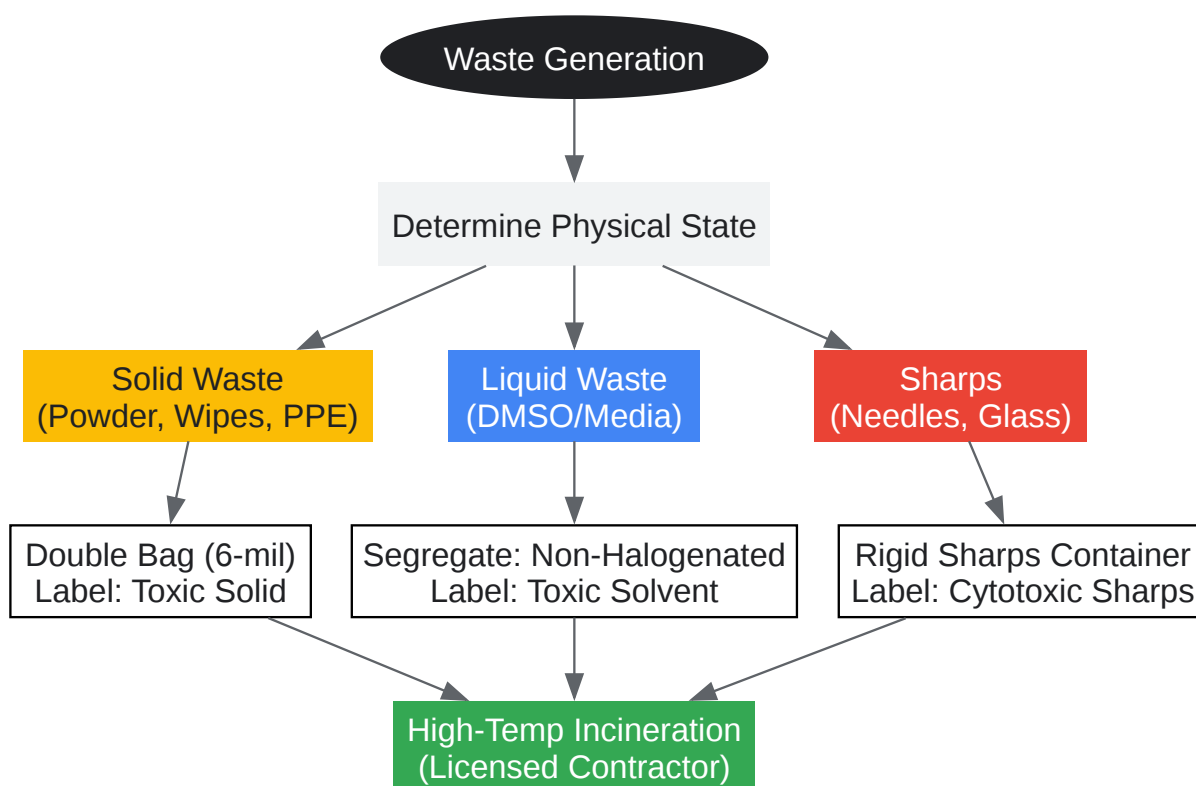 Waste Generation
Determine Physical State
Solid Waste
(Powder, Wipes, PPE)
Liquid Waste
(DMSO/Media)
Sharps
(Needles, Glass)
Double Bag (6-mil)
Label: Toxic Solid
Segregate: Non-Halogenated
Label: Toxic Solvent
Rigid Sharps Container
Label: Cytotoxic Sharps
High-Temp Incineration
(Licensed Contractor)